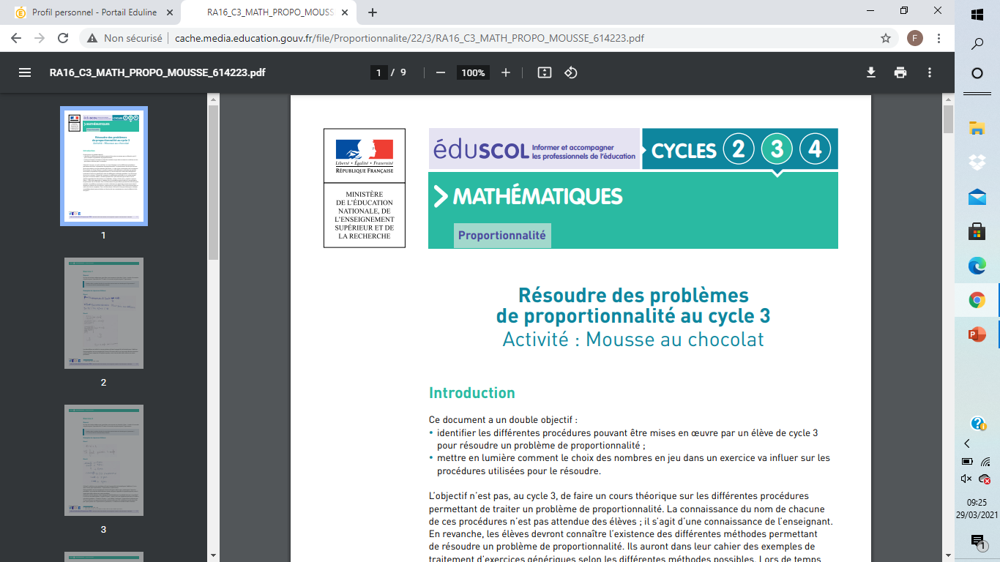 Profil personnel - Portail Eduline
RA16_C3_MATH_PROPO_MOUSS
Non sécurisé
cache.media.education.gouv.fr/file/Proportionnalite/22/3/RA16_C3_MATH_PROPO_MOUSSE_614223.pdf
F
RA16_C3_MATH_PROPO_MOUSSE_614223.pdf
1 / 9
100%
1
2
3
Liberté • Égalité • Fraternité
RÉPUBLIQUE FRANÇAISE
MINISTÈRE
DE L'ÉDUCATION
NATIONALE, DE
L'ENSEIGNEMENT
SUPÉRIEUR ET DE
LA RECHERCHE
éduSCOL
Informer et accompagner
les professionnels de l'éducation
CYCLES 2 3 4
MATHÉMATIQUES
Proportionnalité
Résoudre des problèmes
de proportionnalité au cycle 3
Activité : Mousse au chocolat
Introduction
Ce document a un double objectif :
• identifier les différentes procédures pouvant être mises en œuvre par un élève de cycle 3
pour résoudre un problème de proportionnalité ;
• mettre en lumière comment le choix des nombres en jeu dans un exercice va influer sur les
procédures utilisées pour le résoudre.
L'objectif n'est pas, au cycle 3, de faire un cours théorique sur les différentes procédures
permettant de traiter un problème de proportionnalité. La connaissance du nom de chacune
de ces procédures n'est pas attendue des élèves ; il s'agit d'une connaissance de l'enseignant.
En revanche, les élèves devront connaître l'existence des différentes méthodes permettant
de résoudre un problème de proportionnalité. Ils auront dans leur cahier des exemples de
traitement d'exercices génériques selon les différentes méthodes possibles. Lors de temps
09:25
29/03/2021
1